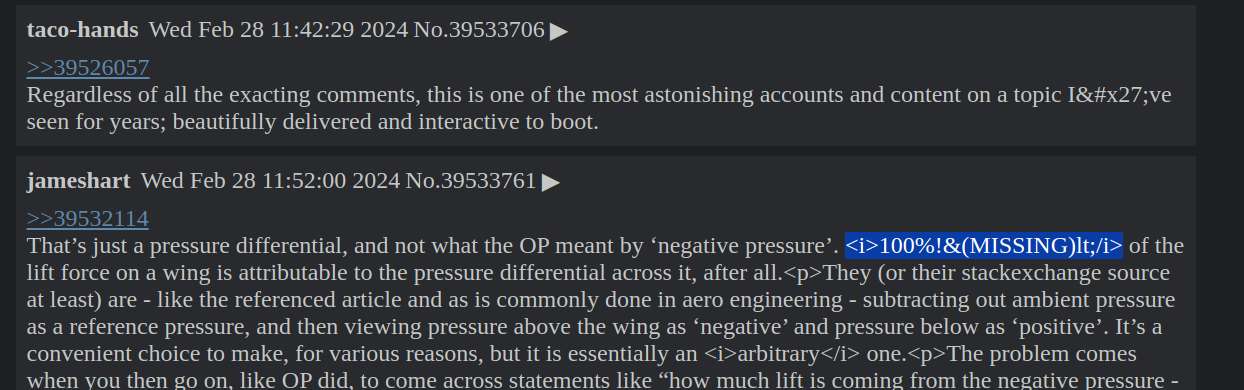 taco-hands Wed Feb 28 11:42:29 2024 No.39533706 ▶
>>39526057
Regardless of all the exacting comments, this is one of the most astonishing accounts and content on a topic I&#x27;ve
seen for years; beautifully delivered and interactive to boot.
jameshart Wed Feb 28 11:52:00 2024 No.39533761 ▶
>>39532114
That’s just a pressure differential, and not what the OP meant by ‘negative pressure’. <i>100%!&(MISSING)lt;/i> of the
lift force on a wing is attributable to the pressure differential across it, after all.<p>They (or their stackexchange source
at least) are - like the referenced article and as is commonly done in aero engineering - subtracting out ambient pressure
as a reference pressure, and then viewing pressure above the wing as ‘negative’ and pressure below as ‘positive’. It’s a
convenient choice to make, for various reasons, but it is essentially an <i>arbitrary</i> one.<p>The problem comes
when you then go on, like OP did, to come across statements like “how much lift is coming from the negative pressure -